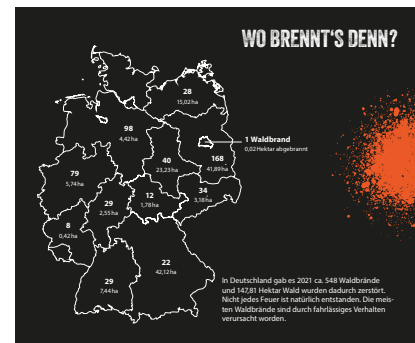 WO BRENNT'S DENN?
28
15,02 ha
98
4,42 ha
1 Waldbrand
0,02 Hektar abgebrannt
40
23,23 ha
168
41,89 ha
79
5,74 ha
34
3,18 ha
12
1,78 ha
29
2,55 ha
8
0,42 ha
22
42,12 ha
29
7,44 ha
In Deutschland gab es 2021 ca. 548 Waldbrände
und 147,81 Hektar Wald wurden dadurch zerstört.
Nicht jedes Feuer ist natürlich entstanden. Die meis-
ten Waldbrände sind durch fahrlässiges Verhalten
verursacht worden.